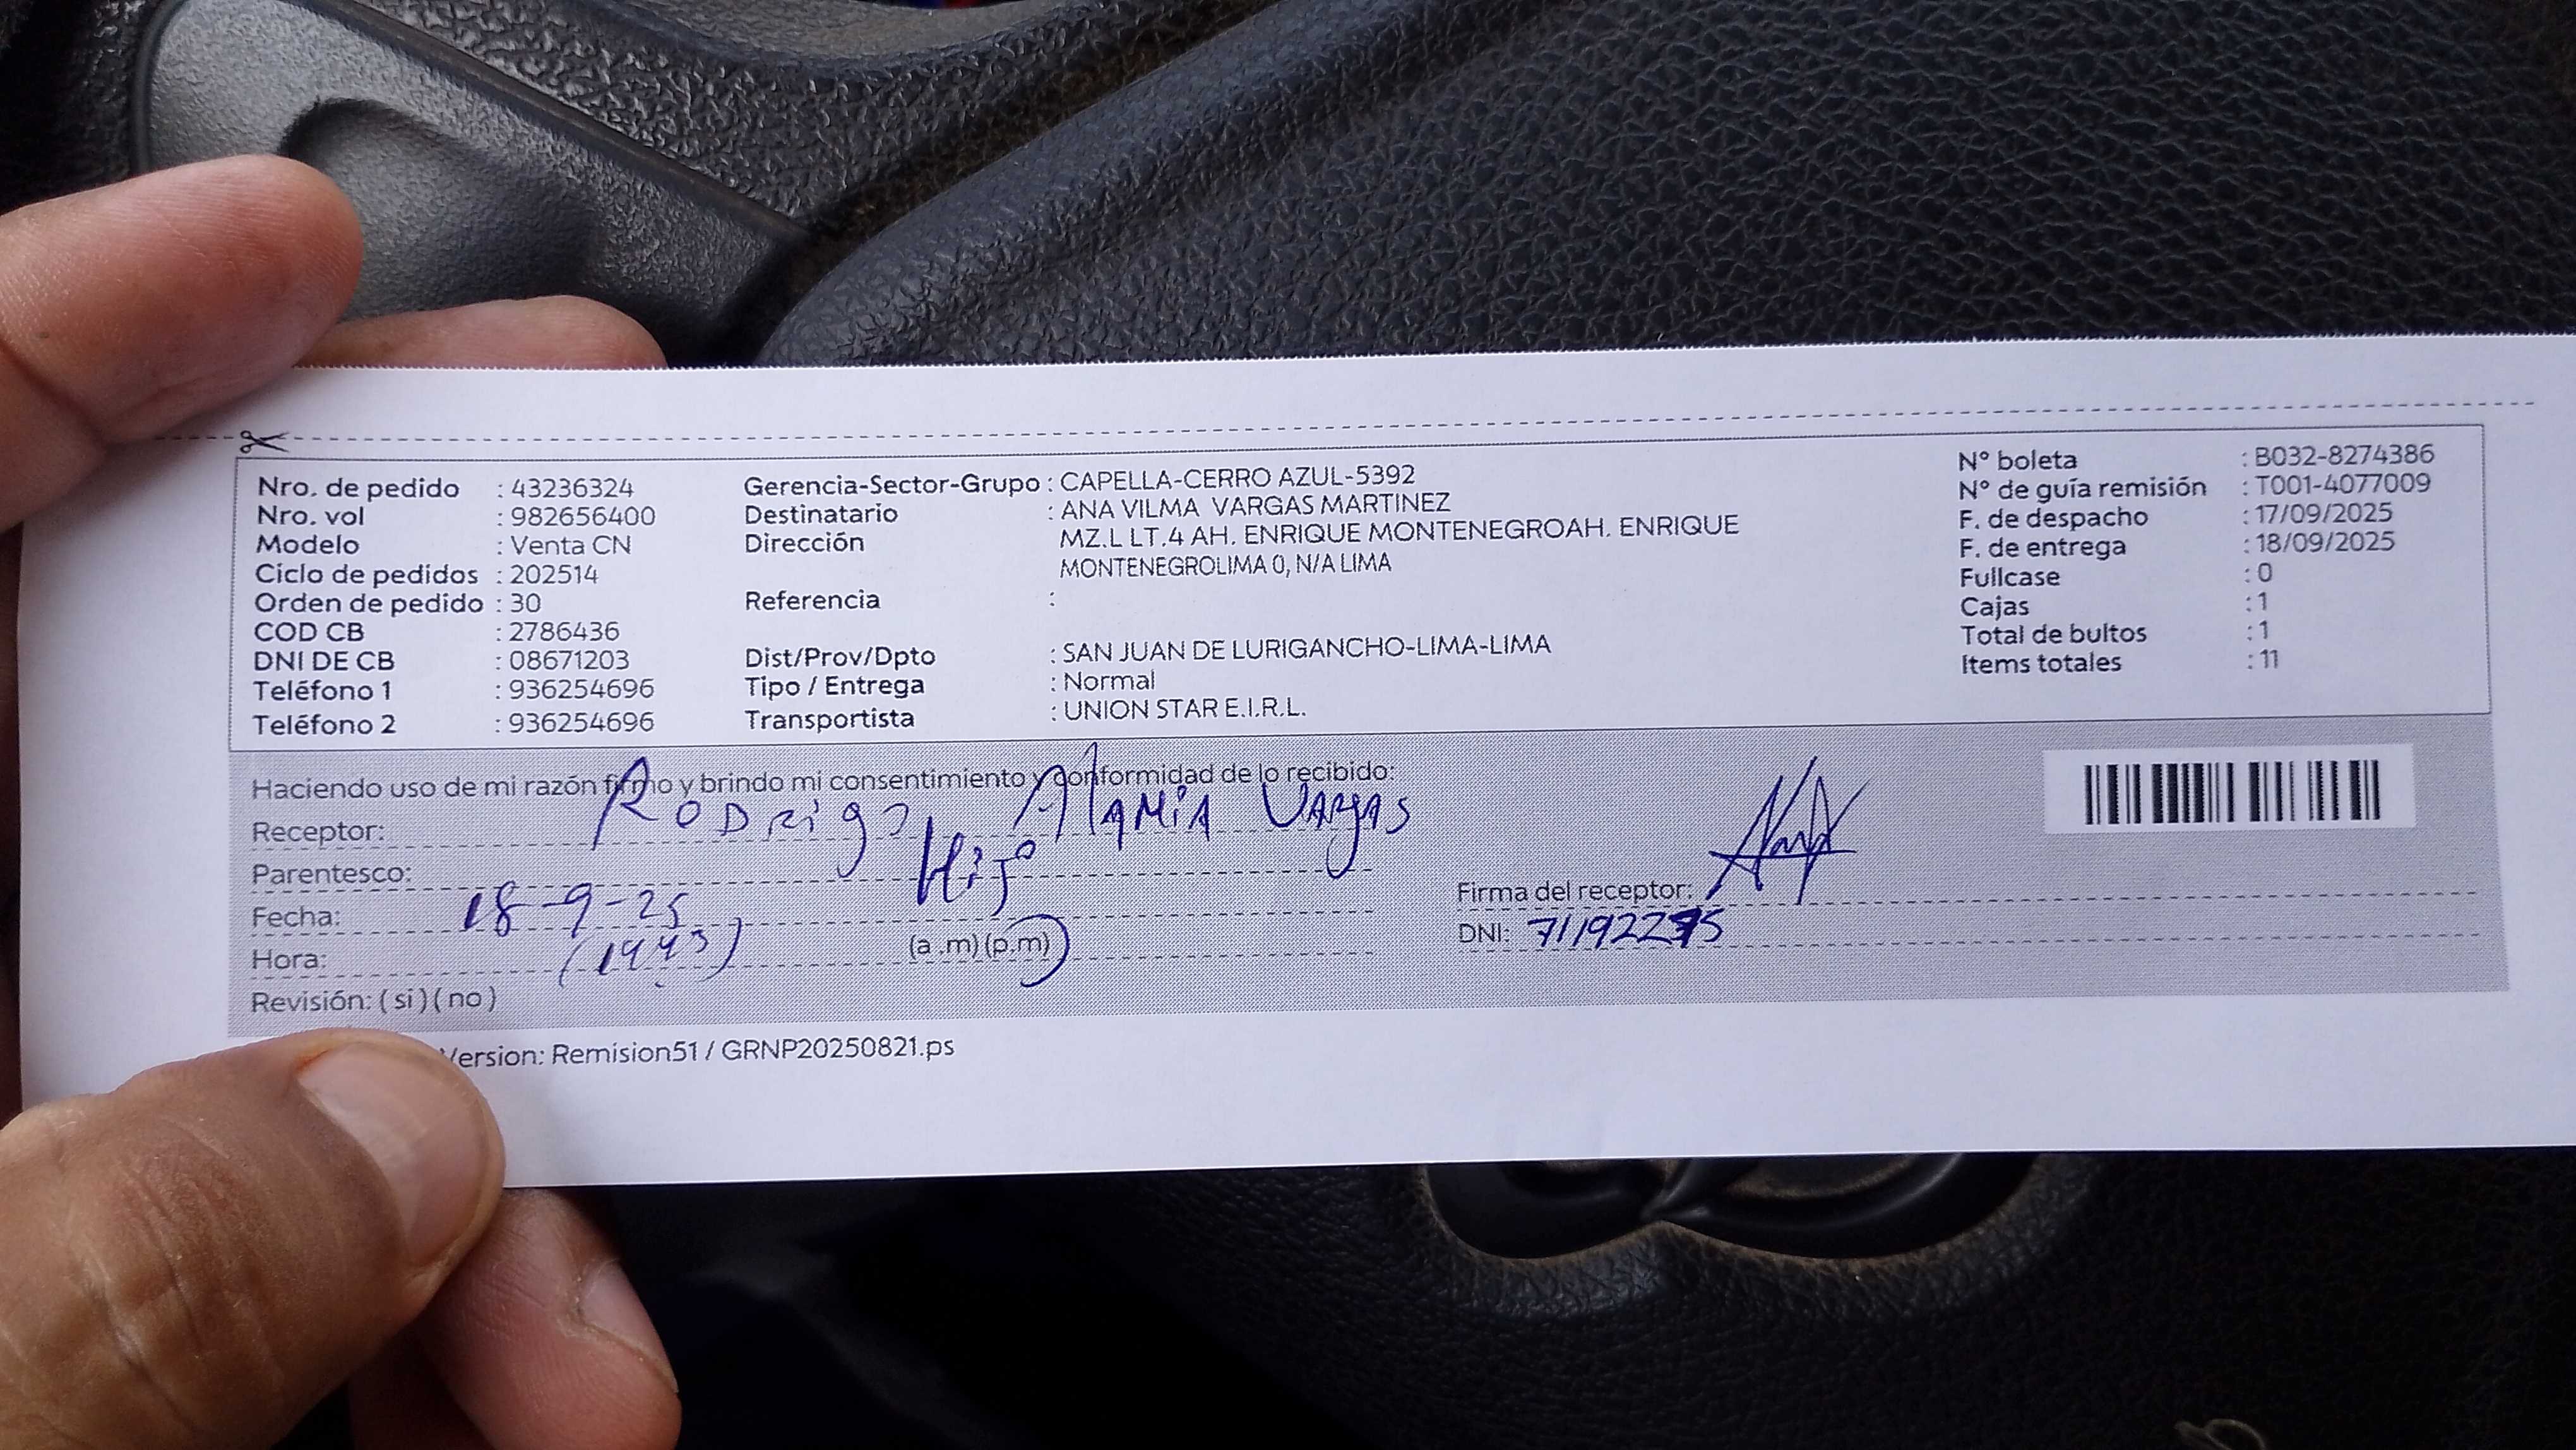 Nro. de pedido : 43236324
Nro. vol : 982656400
Modelo : Venta CN
Ciclo de pedidos : 202514
Orden de pedido : 30
COD CB : 2786436
DNI DE CB : 08671203
Teléfono 1 : 936254696
Teléfono 2 : 936254696
Gerencia-Sector-Grupo : CAPELLA-CERRO AZUL-5392
Destinatario : ANA VILMA VARGAS MARTINEZ
Dirección MZ.L LT.4 AH. ENRIQUE MONTENEGROAH. ENRIQUE
MONTENEGROLIMA 0, N/A LIMA
Referencia :
Dist/Prov/Dpto : SAN JUAN DE LURIGANCHO-LIMA-LIMA
Tipo / Entrega : Normal
Transportista : UNION STAR E.I.R.L.
N° boleta : B032-8274386
N° de guía remisión : T001-4077009
F. de despacho : 17/09/2025
F. de entrega : 18/09/2025
Fullcase : 0
Cajas : 1
Total de bultos : 1
Items totales : 11
Haciendo uso de mi razón firmo y brindo mi consentimiento y conformidad de lo recibido:
Receptor: Rodrigo Vargas
Parentesco: Hijo
Fecha: 18-9-25
Hora: (a.m)(p.m)
Revisión: (si)(no)
Firma del receptor:
DNI:
Version: Remision51 / GRNP20250821.ps